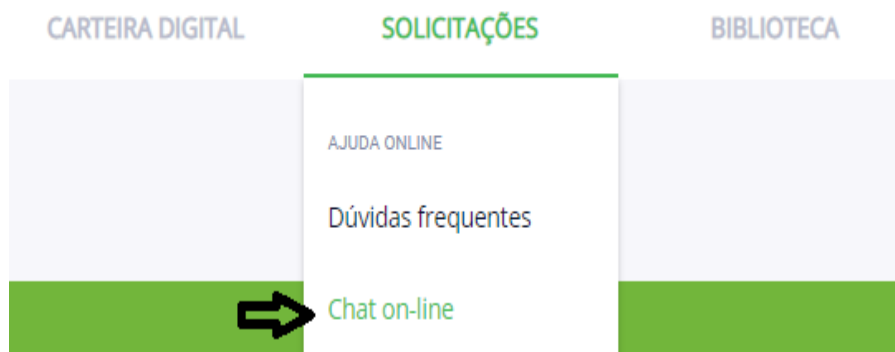 CARTEIRA DIGITAL SOLICITAÇÕES BIBLIOTECA
AJUDA ONLINE
Dúvidas frequentes
Chat on-line